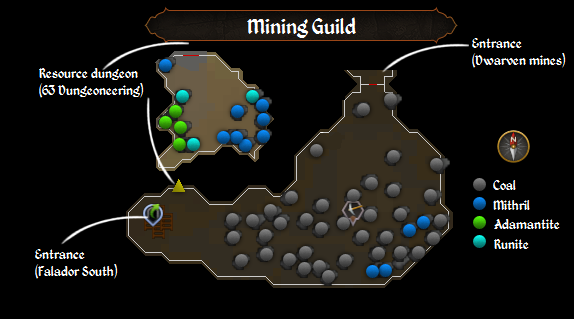 Mining Guild
Entrance
(Dwarven mines)
Resource dungeon
(63 Dungeoneering)
N
Coal
Mithril
Adamantite
Runite
Entrance
(Falador South)